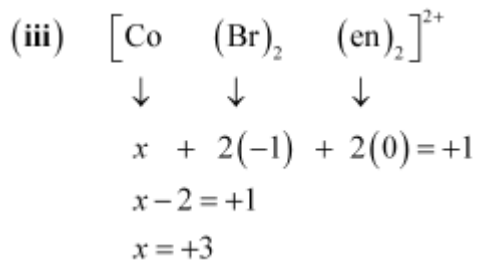 (iii) [Co (Br)₂ (en)₂]²⁺
↓ ↓ ↓
x + 2(−1) + 2(0) = +1
x − 2 = +1
x = +3